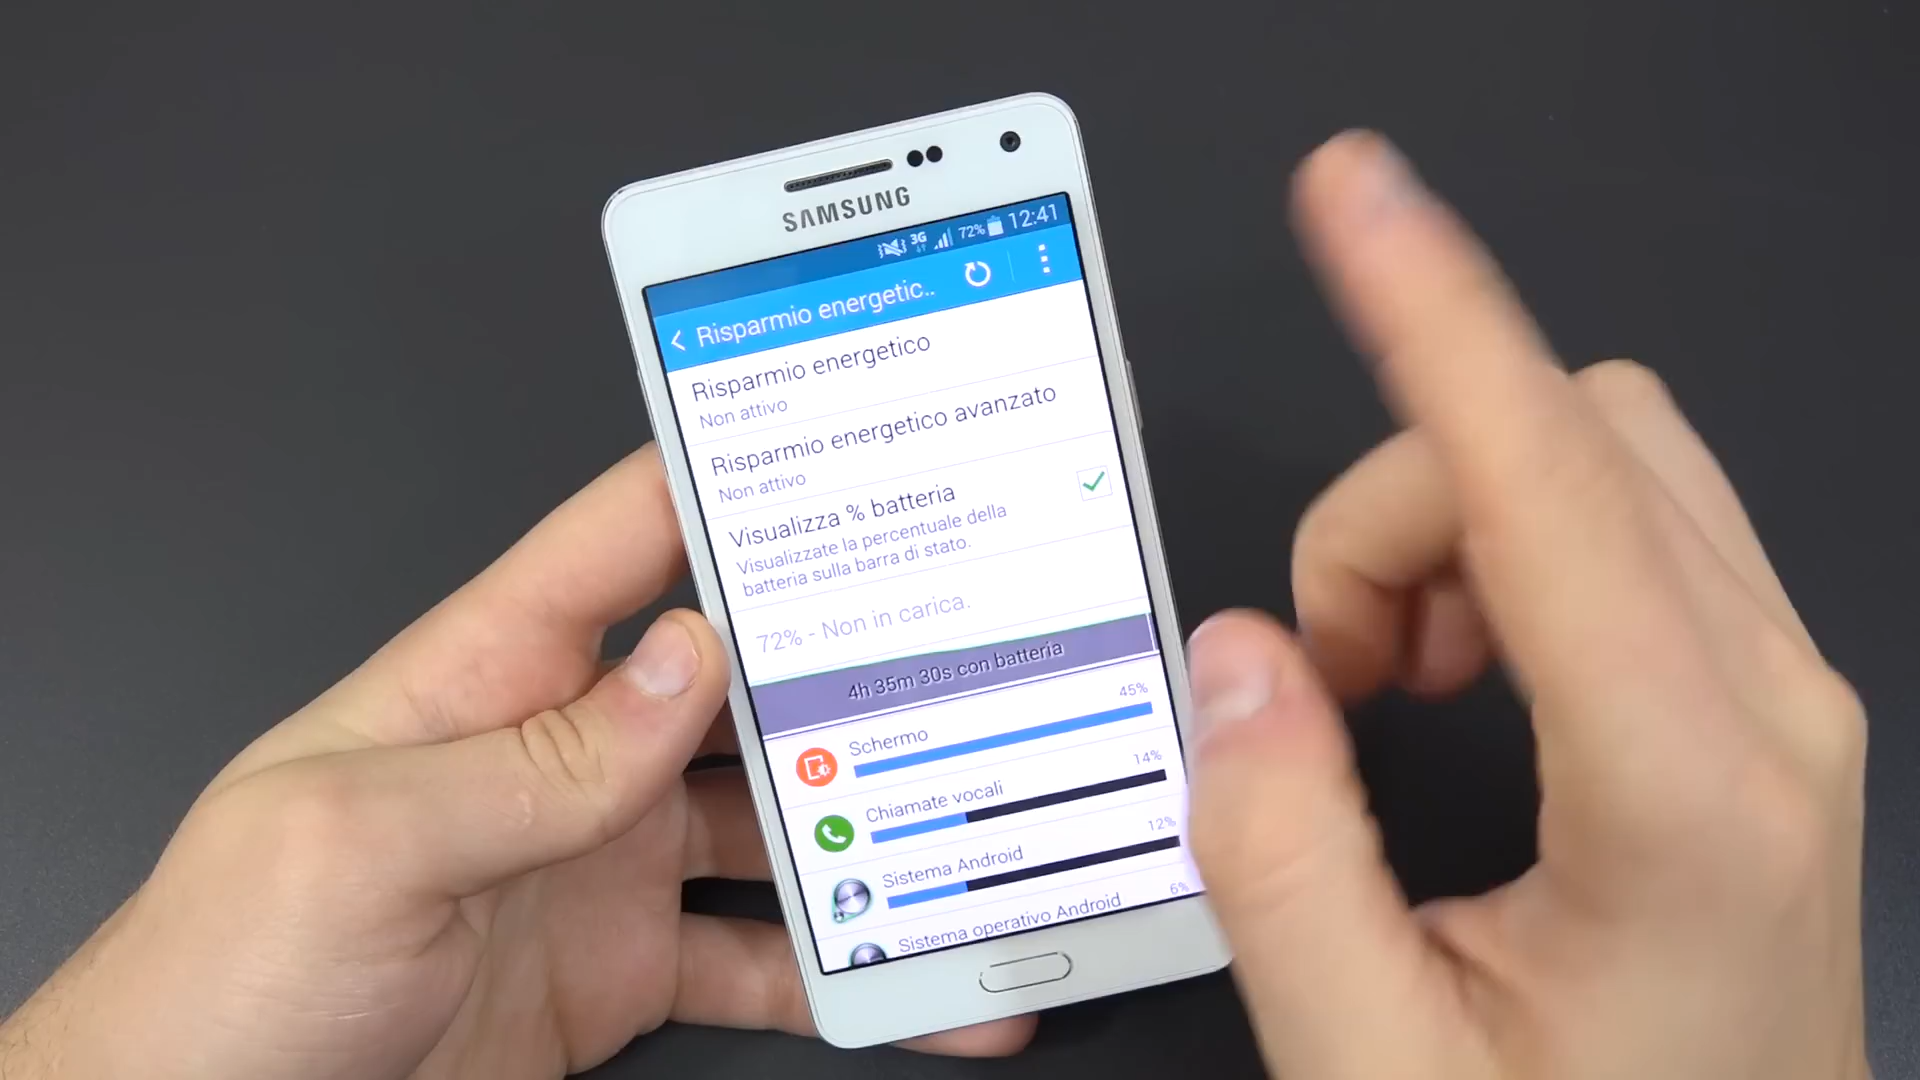 SAMSUNG
3G 72% 12:41
Risparmio energetic..
Risparmio energetico
Non attivo
Risparmio energetico avanzato
Non attivo
Visualizza % batteria
Visualizzate la percentuale della
batteria sulla barra di stato.
72% - Non in carica.
4h 35m 30s con batteria
45%
Schermo
14%
Chiamate vocali
12%
Sistema Android
6%
Sistema operativo Android